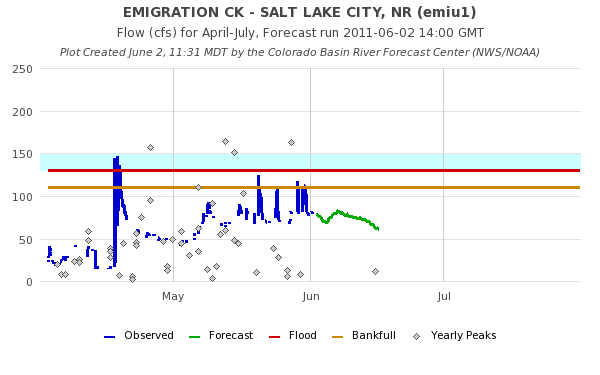 EMIGRATION CK - SALT LAKE CITY, NR (emiu1)
Flow (cfs) for April-July, Forecast run 2011-06-02 14:00 GMT
Plot Created June 2, 11:31 MDT by the Colorado Basin River Forecast Center (NWS/NOAA)
250
200
150
100
50
0
May Jun Jul
Observed Forecast Flood Bankfull Yearly Peaks